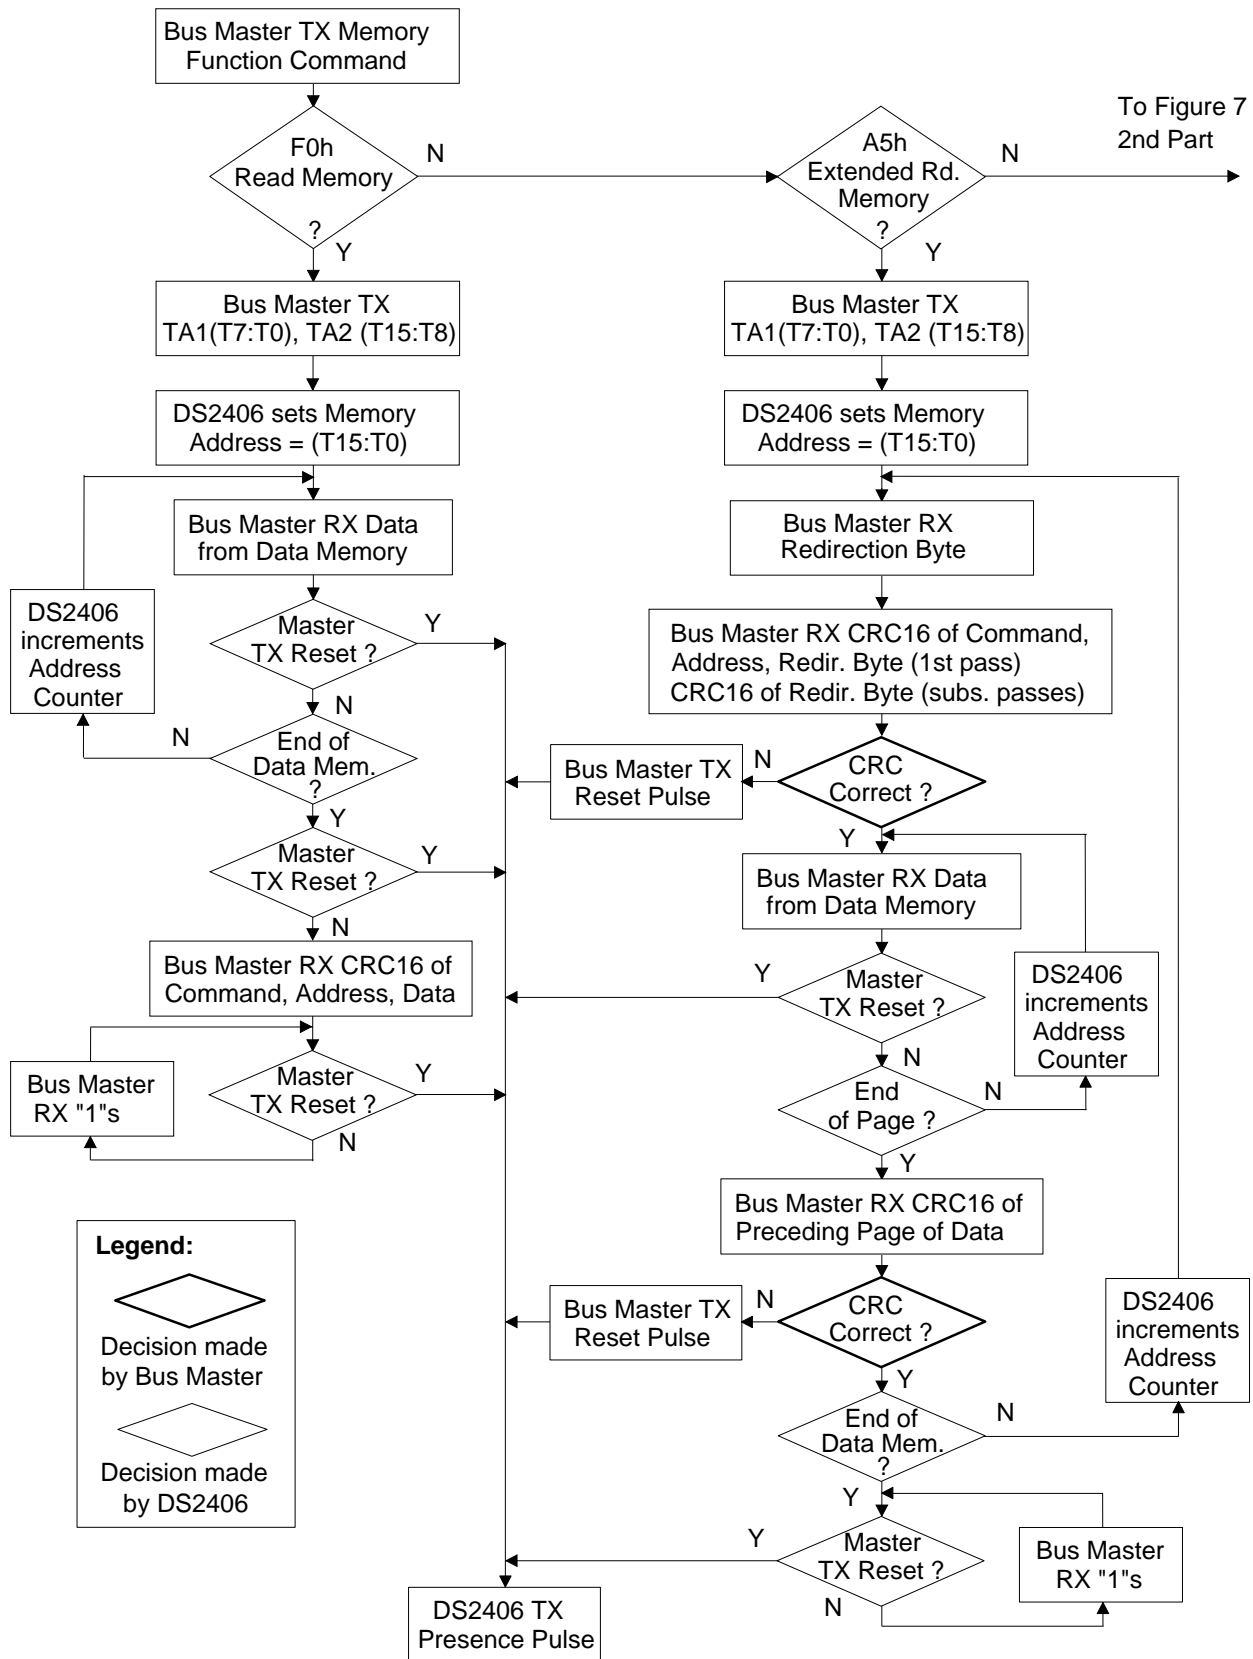 Bus Master TX Memory
Function Command
To Figure 7
2nd Part
F0h
Read Memory
?
N
Y
A5h
Extended Rd.
Memory
?
N
Y
Bus Master TX
TA1(T7:T0), TA2 (T15:T8)
DS2406 sets Memory
Address = (T15:T0)
Bus Master RX Data
from Data Memory
DS2406
increments
Address
Counter
Master
TX Reset ?
Y
N
End of
Data Mem.
?
N
Y
Master
TX Reset ?
Y
N
Bus Master RX CRC16 of
Command, Address, Data
Master
TX Reset ?
Y
N
Bus Master
RX "1"s
Bus Master TX
TA1(T7:T0), TA2 (T15:T8)
DS2406 sets Memory
Address = (T15:T0)
Bus Master RX
Redirection Byte
Bus Master RX CRC16 of Command,
Address, Redir. Byte (1st pass)
CRC16 of Redir. Byte (subs. passes)
CRC
Correct ?
N
Y
Bus Master TX
Reset Pulse
Bus Master RX Data
from Data Memory
Master
TX Reset ?
Y
N
DS2406
increments
Address
Counter
End
of Page ?
N
Y
Bus Master RX CRC16 of
Preceding Page of Data
CRC
Correct ?
N
Y
Bus Master TX
Reset Pulse
DS2406
increments
Address
Counter
End of
Data Mem.
?
N
Y
Master
TX Reset ?
Y
N
Bus Master
RX "1"s
DS2406 TX
Presence Pulse
Legend:
Decision made
by Bus Master
Decision made
by DS2406